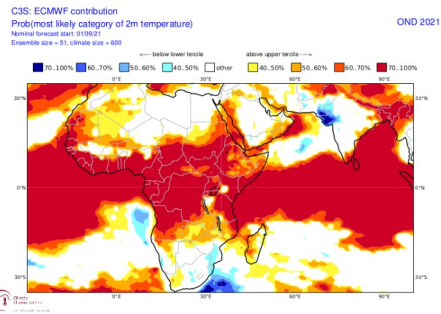 C3S: ECMWF contribution
Prob(most likely category of 2m temperature)
OND 2021
Nominal forecast start: 01/09/21
Ensemble size = 51, climate size = 600
<---- below lower tercile above upper tercile ---->
70..100% 60..70% 50..60% 40..50% other 40..50% 50..60% 60..70% 70..100%
0°E 30°E 60°E 90°E
30°N 30°N
0°N 0°N
30°S 30°S
0°E 30°E 60°E 90°E